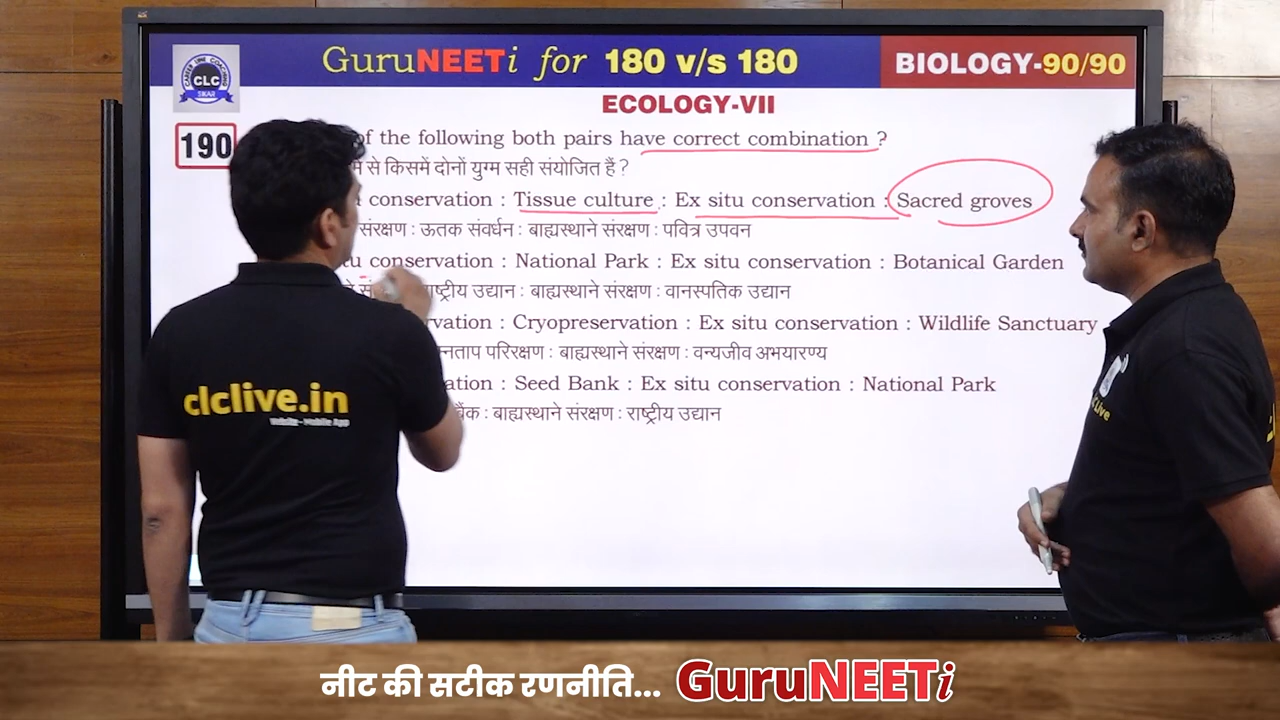 GuruNEETi for 180 v/s 180
BIOLOGY-90/90
CLC
SIKAR
ECOLOGY-VII
190
of the following both pairs have correct combination ?
से किसमें दोनों युग्म सही संयोजित हैं ?
conservation : Tissue culture : Ex situ conservation : Sacred groves
संरक्षण : ऊतक संवर्धन : बाह्यस्थाने संरक्षण : पवित्र उपवन
conservation : National Park : Ex situ conservation : Botanical Garden
राष्ट्रीय उद्यान : बाह्यस्थाने संरक्षण : वानस्पतिक उद्यान
: Cryopreservation : Ex situ conservation : Wildlife Sanctuary
परिरक्षण : बाह्यस्थाने संरक्षण : वन्यजीव अभयारण्य
: Seed Bank : Ex situ conservation : National Park
: बाह्यस्थाने संरक्षण : राष्ट्रीय उद्यान
clclive.in
Website - Mobile App
नीट की सटीक रणनीति... GuruNEETi